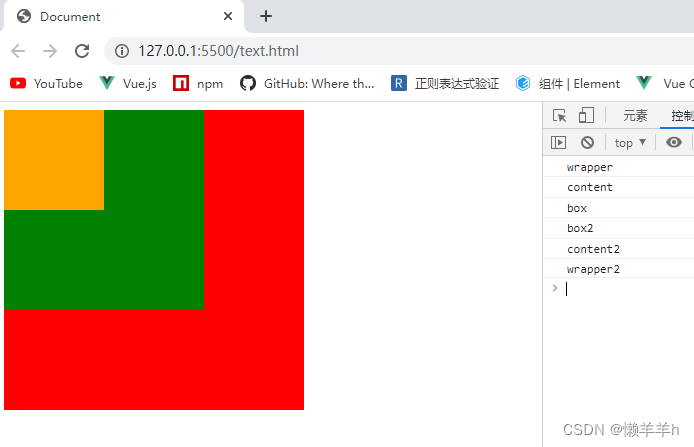 Document
127.0.0.1:5500/text.html
YouTube Vue.js npm GitHub: Where th... 正则表达式验证 组件 | Element Vue C
元素 控制
top
wrapper
content
box
box2
content2
wrapper2
CSDN @懒羊羊h